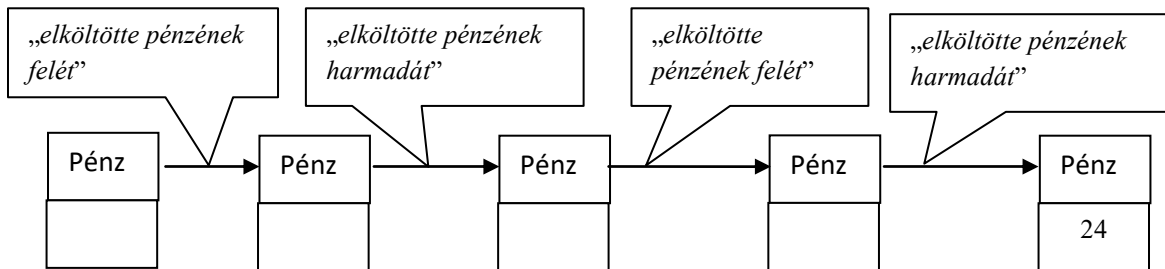 „elköltötte pénzének
felét”
„elköltötte pénzének
harmadát”
„elköltötte
pénzének felét”
„elköltötte pénzének
harmadát”
Pénz
Pénz
Pénz
Pénz
Pénz
24